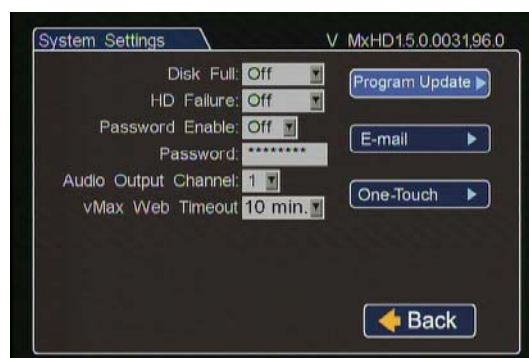 System Settings
V MxHD1.5.0.0031,96.0
Disk Full: Off
HD Failure: Off
Password Enable: Off
Password: ********
Audio Output Channel: 1
vMax Web Timeout 10 min.
Program Update
E-mail
One-Touch
Back